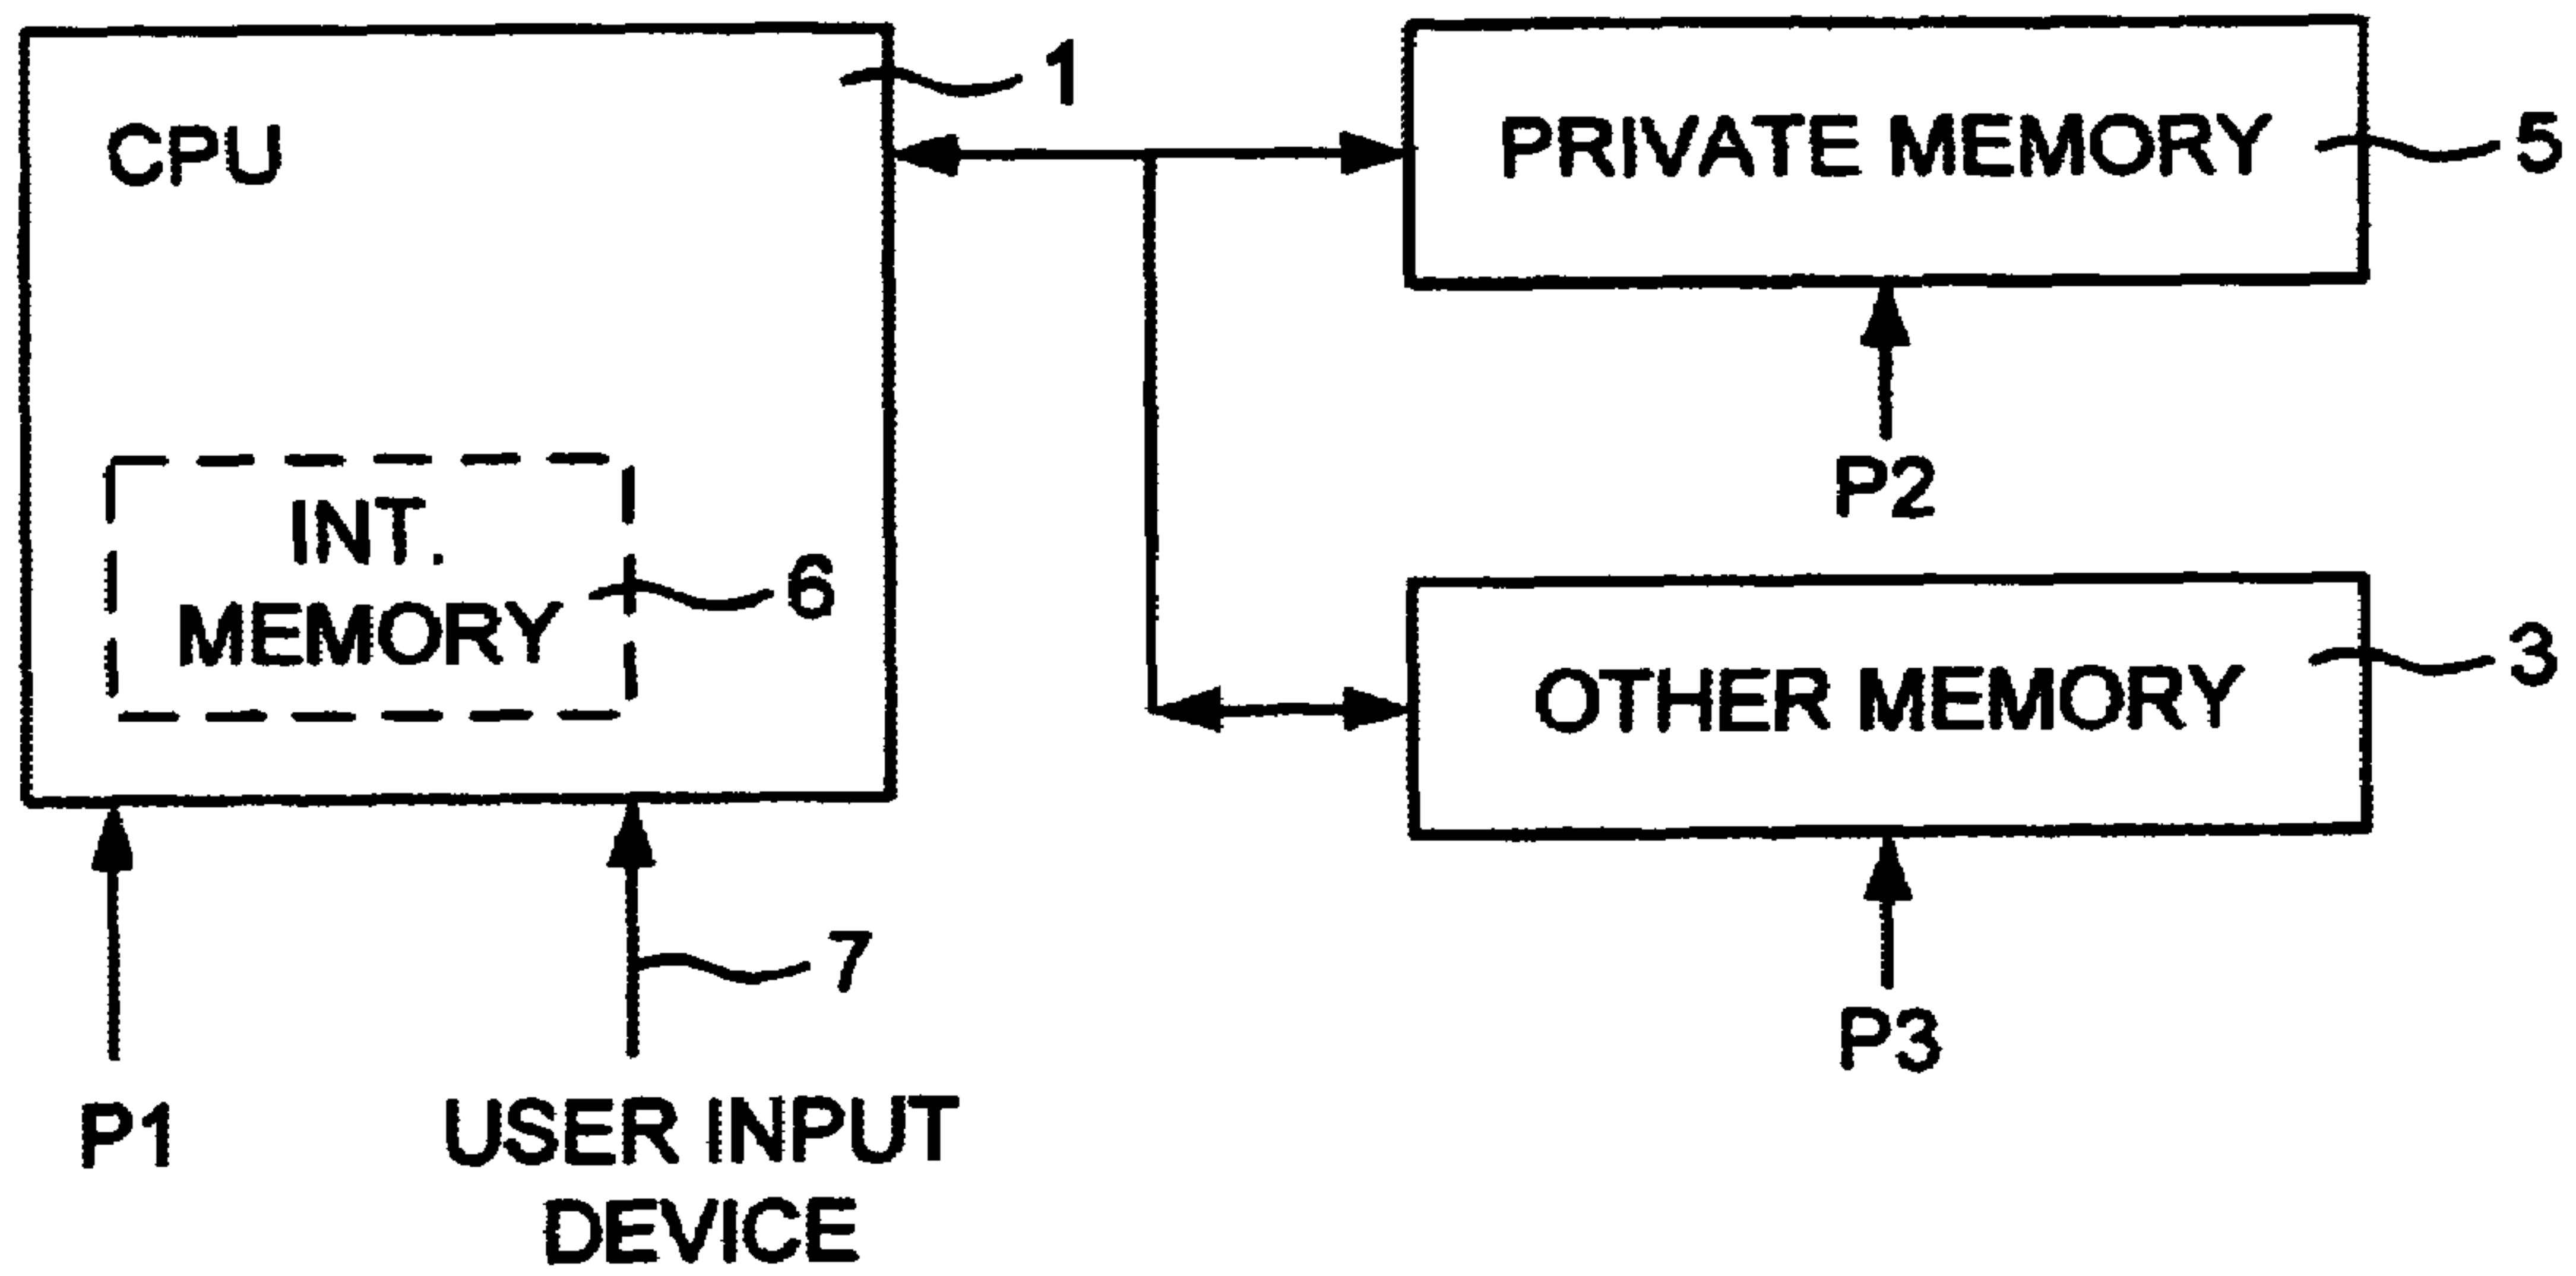 CPU
1
INT.
MEMORY
6
P1
7
USER INPUT
DEVICE
PRIVATE MEMORY
5
P2
OTHER MEMORY
3
P3